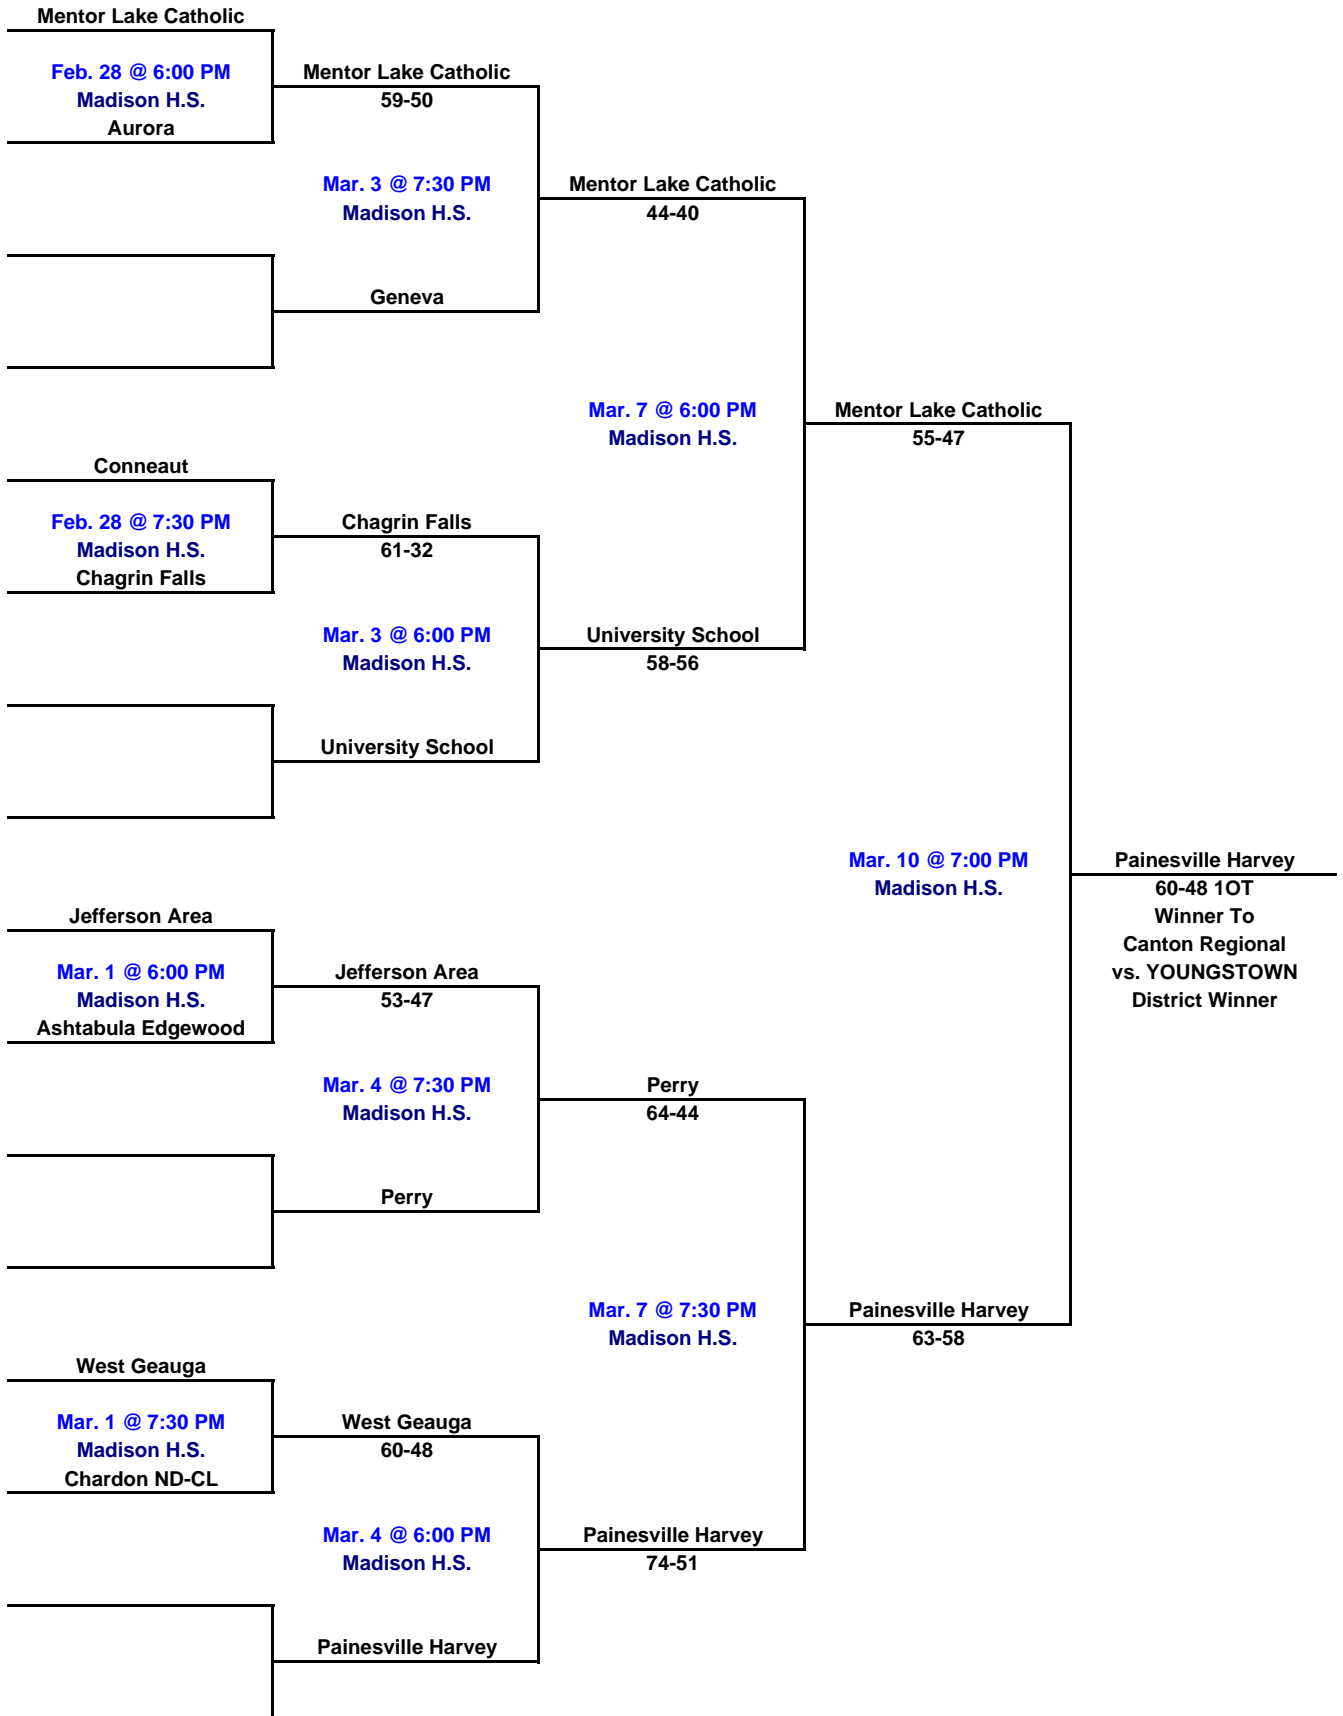 Mentor Lake Catholic
Feb. 28 @ 6:00 PM
Madison H.S.
Aurora
Mentor Lake Catholic
59-50
Mar. 3 @ 7:30 PM
Madison H.S.
Geneva
Mentor Lake Catholic
44-40
Mar. 7 @ 6:00 PM
Madison H.S.
Mentor Lake Catholic
55-47
Conneaut
Feb. 28 @ 7:30 PM
Madison H.S.
Chagrin Falls
Chagrin Falls
61-32
Mar. 3 @ 6:00 PM
Madison H.S.
University School
University School
58-56
Mar. 10 @ 7:00 PM
Madison H.S.
Painesville Harvey
60-48 1OT
Winner To
Canton Regional
vs. YOUNGSTOWN
District Winner
Jefferson Area
Mar. 1 @ 6:00 PM
Madison H.S.
Ashtabula Edgewood
Jefferson Area
53-47
Mar. 4 @ 7:30 PM
Madison H.S.
Perry
Perry
64-44
Mar. 7 @ 7:30 PM
Madison H.S.
Painesville Harvey
63-58
West Geauga
Mar. 1 @ 7:30 PM
Madison H.S.
Chardon ND-CL
West Geauga
60-48
Mar. 4 @ 6:00 PM
Madison H.S.
Painesville Harvey
Painesville Harvey
74-51